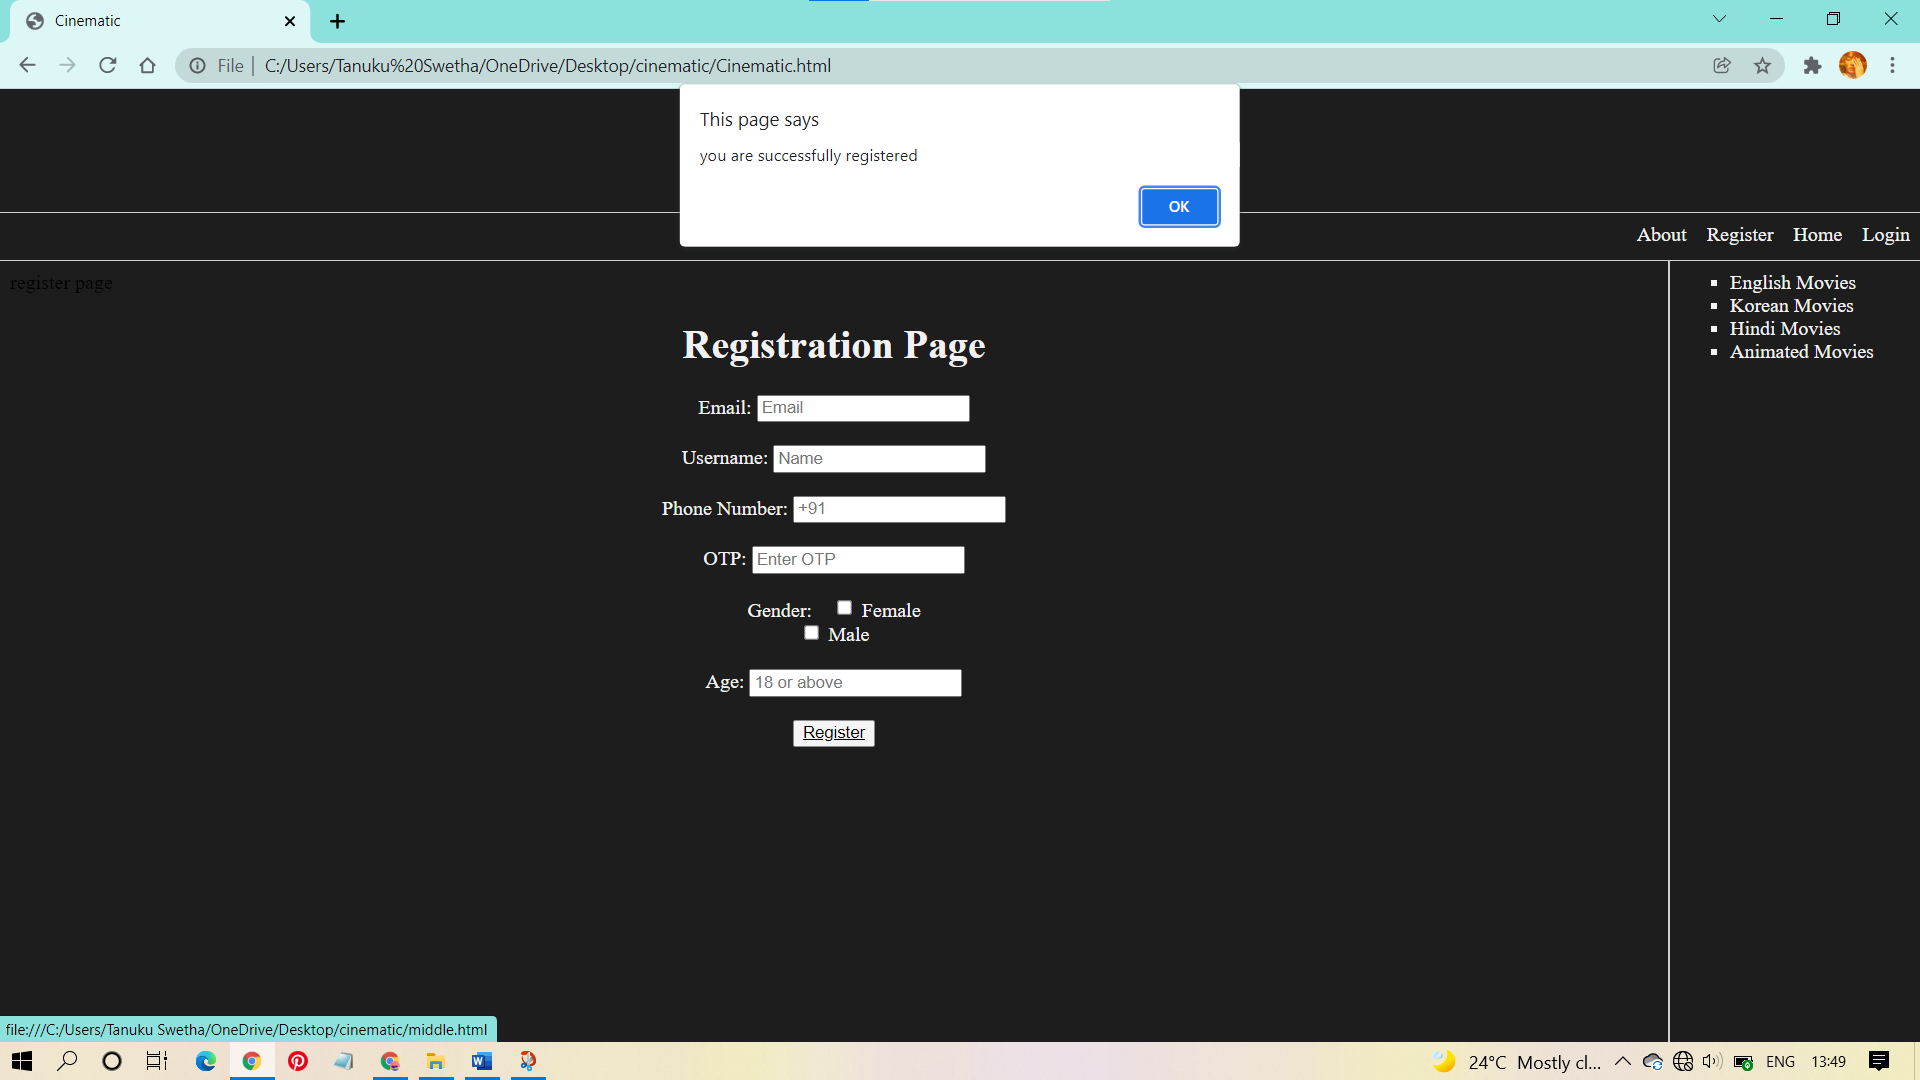 Cinematic
File | C:/Users/Tanuku%20Swetha/OneDrive/Desktop/cinematic/Cinematic.html
This page says
you are successfully registered
OK
About Register Home Login
register page
English Movies
Korean Movies
Hindi Movies
Animated Movies
Registration Page
Email: Email
Username: Name
Phone Number: +91
OTP: Enter OTP
Gender: Female
Male
Age: 18 or above
Register
file:///C:/Users/Tanuku Swetha/OneDrive/Desktop/cinematic/middle.html
24°C Mostly cl... ENG 13:49